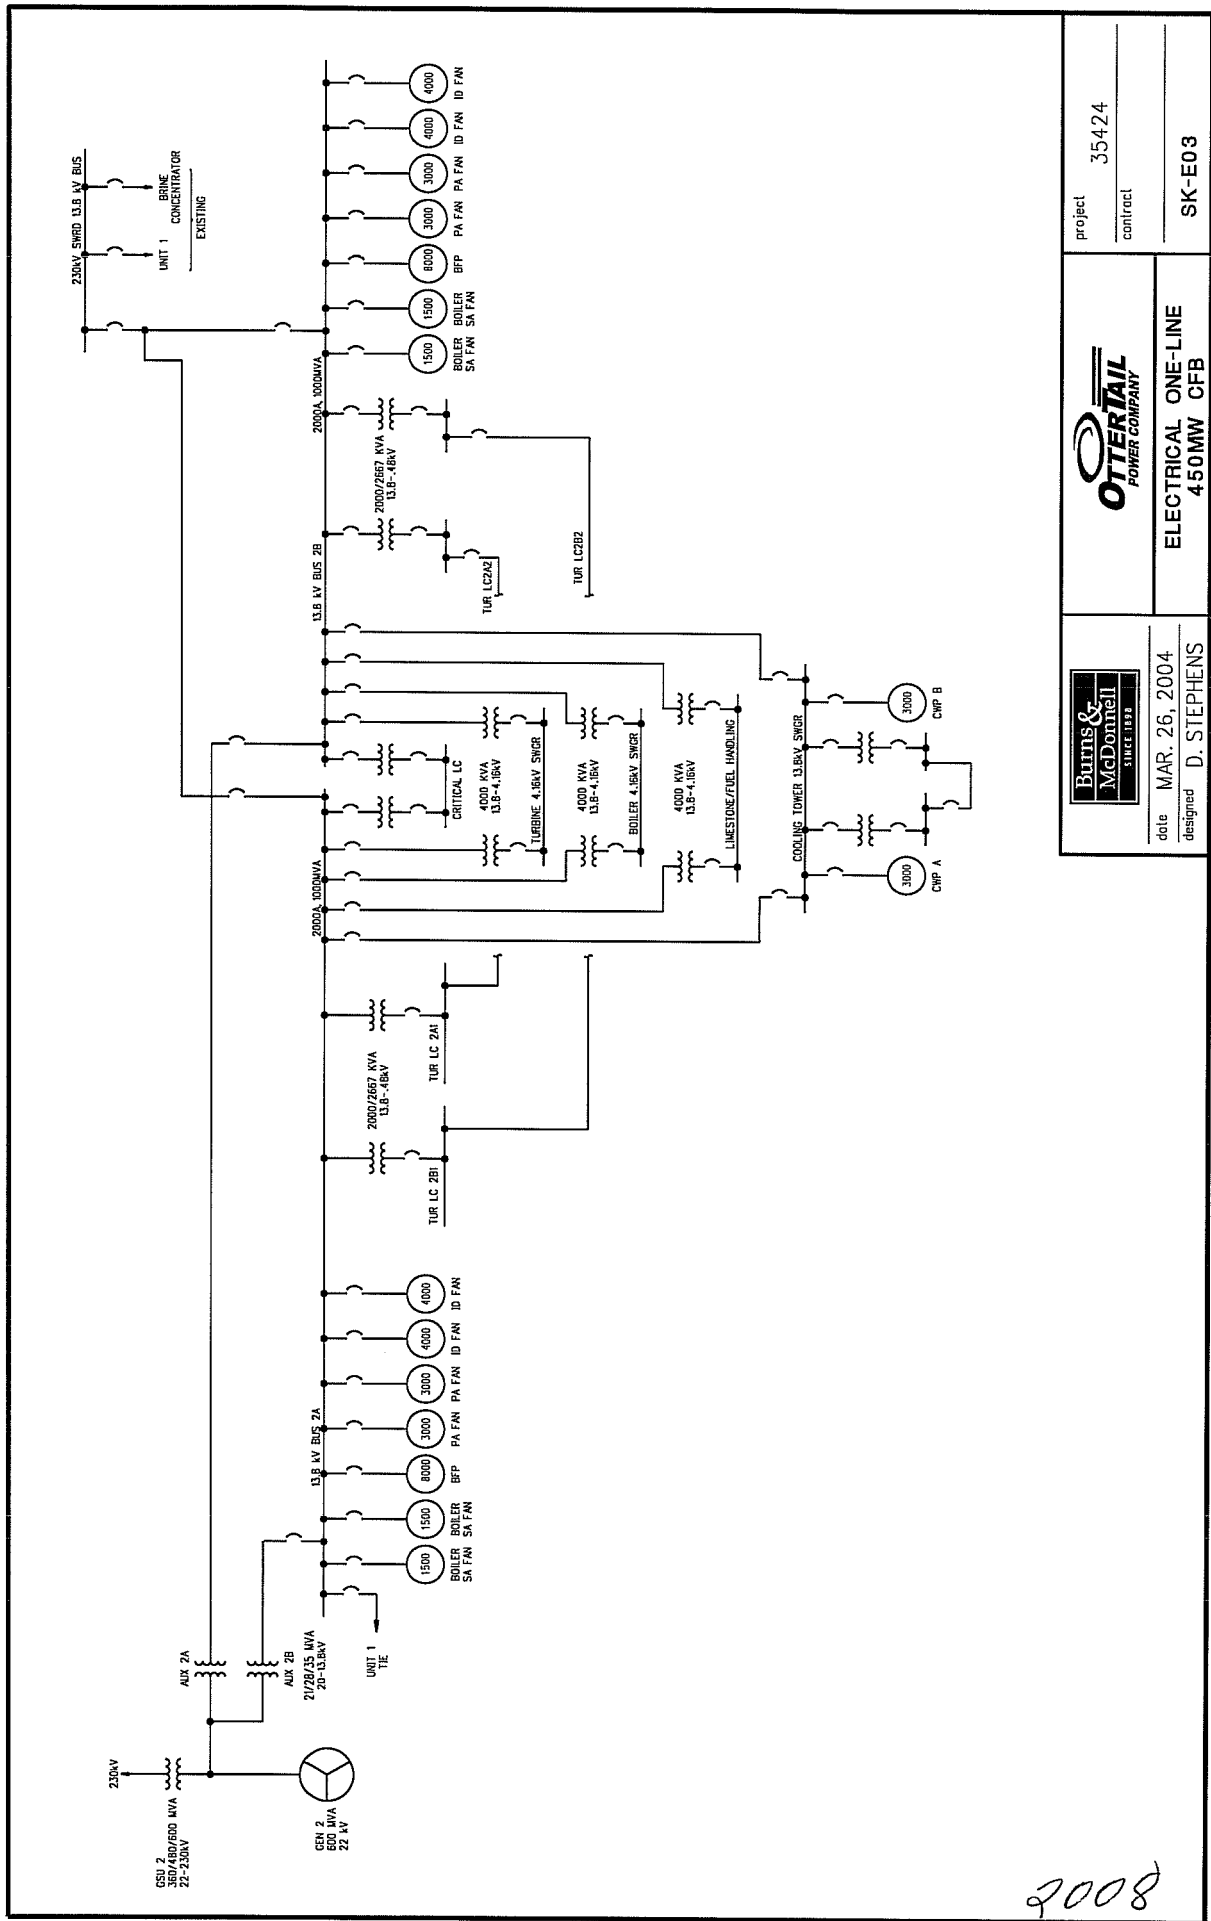 230kV
GSU 2
360/480/600 MVA
22-230kV
GEN 2
600 MVA
22 kV
AUX 2A
AUX 2B
21/28/35 MVA
20-13.8kV
UNIT 1
TIE
13.8 kV BUS 2A
1500
BOILER
SA FAN
1500
BOILER
SA FAN
8000
BFP
3000
PA FAN
3000
PA FAN
4000
ID FAN
4000
ID FAN
2000/2667 KVA
13.8-.48kV
TUR LC 2B1
TUR LC 2A1
2000A, 1000MVA
CRITICAL LC
4000 KVA
13.8-4.16kV
TURBINE 4.16kV SWGR
4000 KVA
13.8-4.16kV
BOILER 4.16kV SWGR
4000 KVA
13.8-4.16kV
LIMESTONE/FUEL HANDLING
COOLING TOWER 13.8kV SWGR
3000
CWP A
3000
CWP B
13.8 kV BUS 2B
2000/2667 KVA
13.8-.48kV
TUR LC2A2
TUR LC2B2
2000A, 1000MVA
1500
BOILER
SA FAN
1500
BOILER
SA FAN
8000
BFP
3000
PA FAN
3000
PA FAN
4000
ID FAN
4000
ID FAN
230kV SWRD 13.8 kV BUS
UNIT 1
BRINE
CONCENTRATOR
EXISTING
Burns &
McDonnell
SINCE 1898
date MAR. 26, 2004
designed D. STEPHENS
OTTER TAIL
POWER COMPANY
ELECTRICAL ONE-LINE
450MW CFB
project
35424
contract
SK-E03
2008